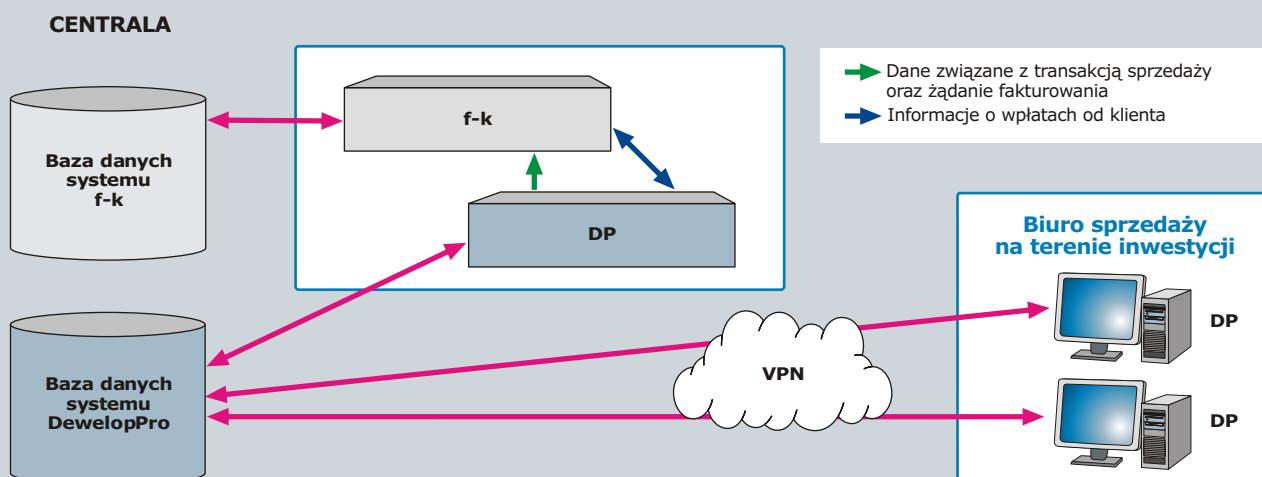 CENTRALA
Baza danych
systemu
f-k
f-k
DP
Dane związane z transakcją sprzedaży
oraz żądanie fakturowania
Informacje o wpłatach od klienta
Biuro sprzedaży
na terenie inwestycji
DP
DP
VPN
Baza danych
systemu
DewelopPro